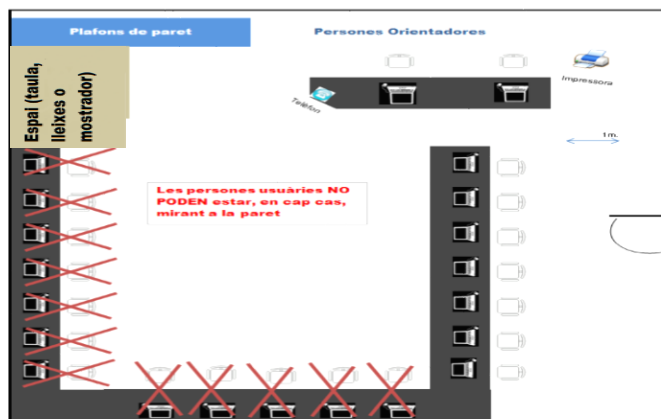 Plafons de paret
Persones Orientadores
Espai (taula,
lleixes o
mostrador)
Telèfon
Impressora
1m.
Les persones usuàries NO
PODEN estar, en cap cas,
mirant a la paret